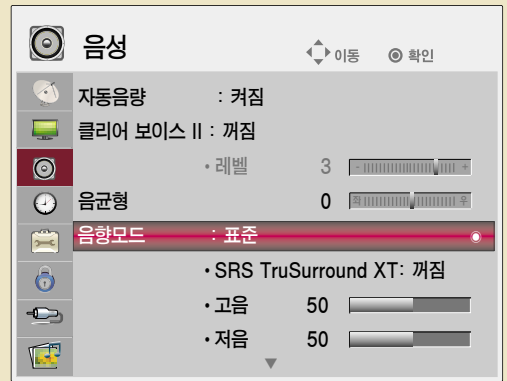 음성
이동 확인
자동음량 : 켜짐
클리어 보이스 II : 꺼짐
• 레벨 3 - +
음균형 0 좌 우
음향모드 : 표준
• SRS TruSurround XT: 꺼짐
• 고음 50
• 저음 50